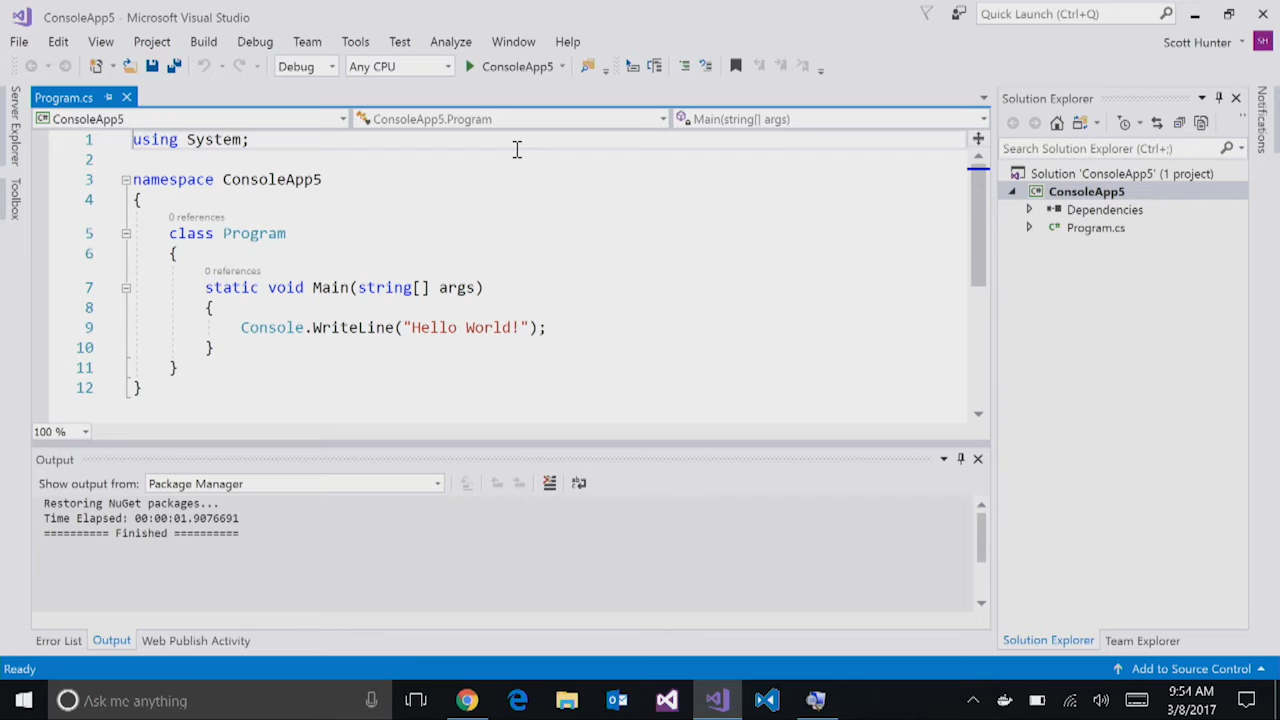 ConsoleApp5 - Microsoft Visual Studio
Quick Launch (Ctrl+Q)
File Edit View Project Build Debug Team Tools Test Analyze Window Help
Scott Hunter SH
Debug Any CPU ConsoleApp5
Server Explorer
Toolbox
Program.cs
ConsoleApp5 ConsoleApp5.Program Main(string[] args)
1 using System;
2
3 namespace ConsoleApp5
4 {
0 references
5 class Program
6 {
0 references
7 static void Main(string[] args)
8 {
9 Console.WriteLine("Hello World!");
10 }
11 }
12 }
100 %
Output
Show output from: Package Manager
Restoring NuGet packages...
Time Elapsed: 00:00:01.9076691
========== Finished ==========
Error List Output Web Publish Activity
Solution Explorer
Search Solution Explorer (Ctrl+;)
Solution 'ConsoleApp5' (1 project)
ConsoleApp5
Dependencies
C# Program.cs
Solution Explorer Team Explorer
Notifications
Ready
Add to Source Control
Ask me anything
9:54 AM
3/8/2017